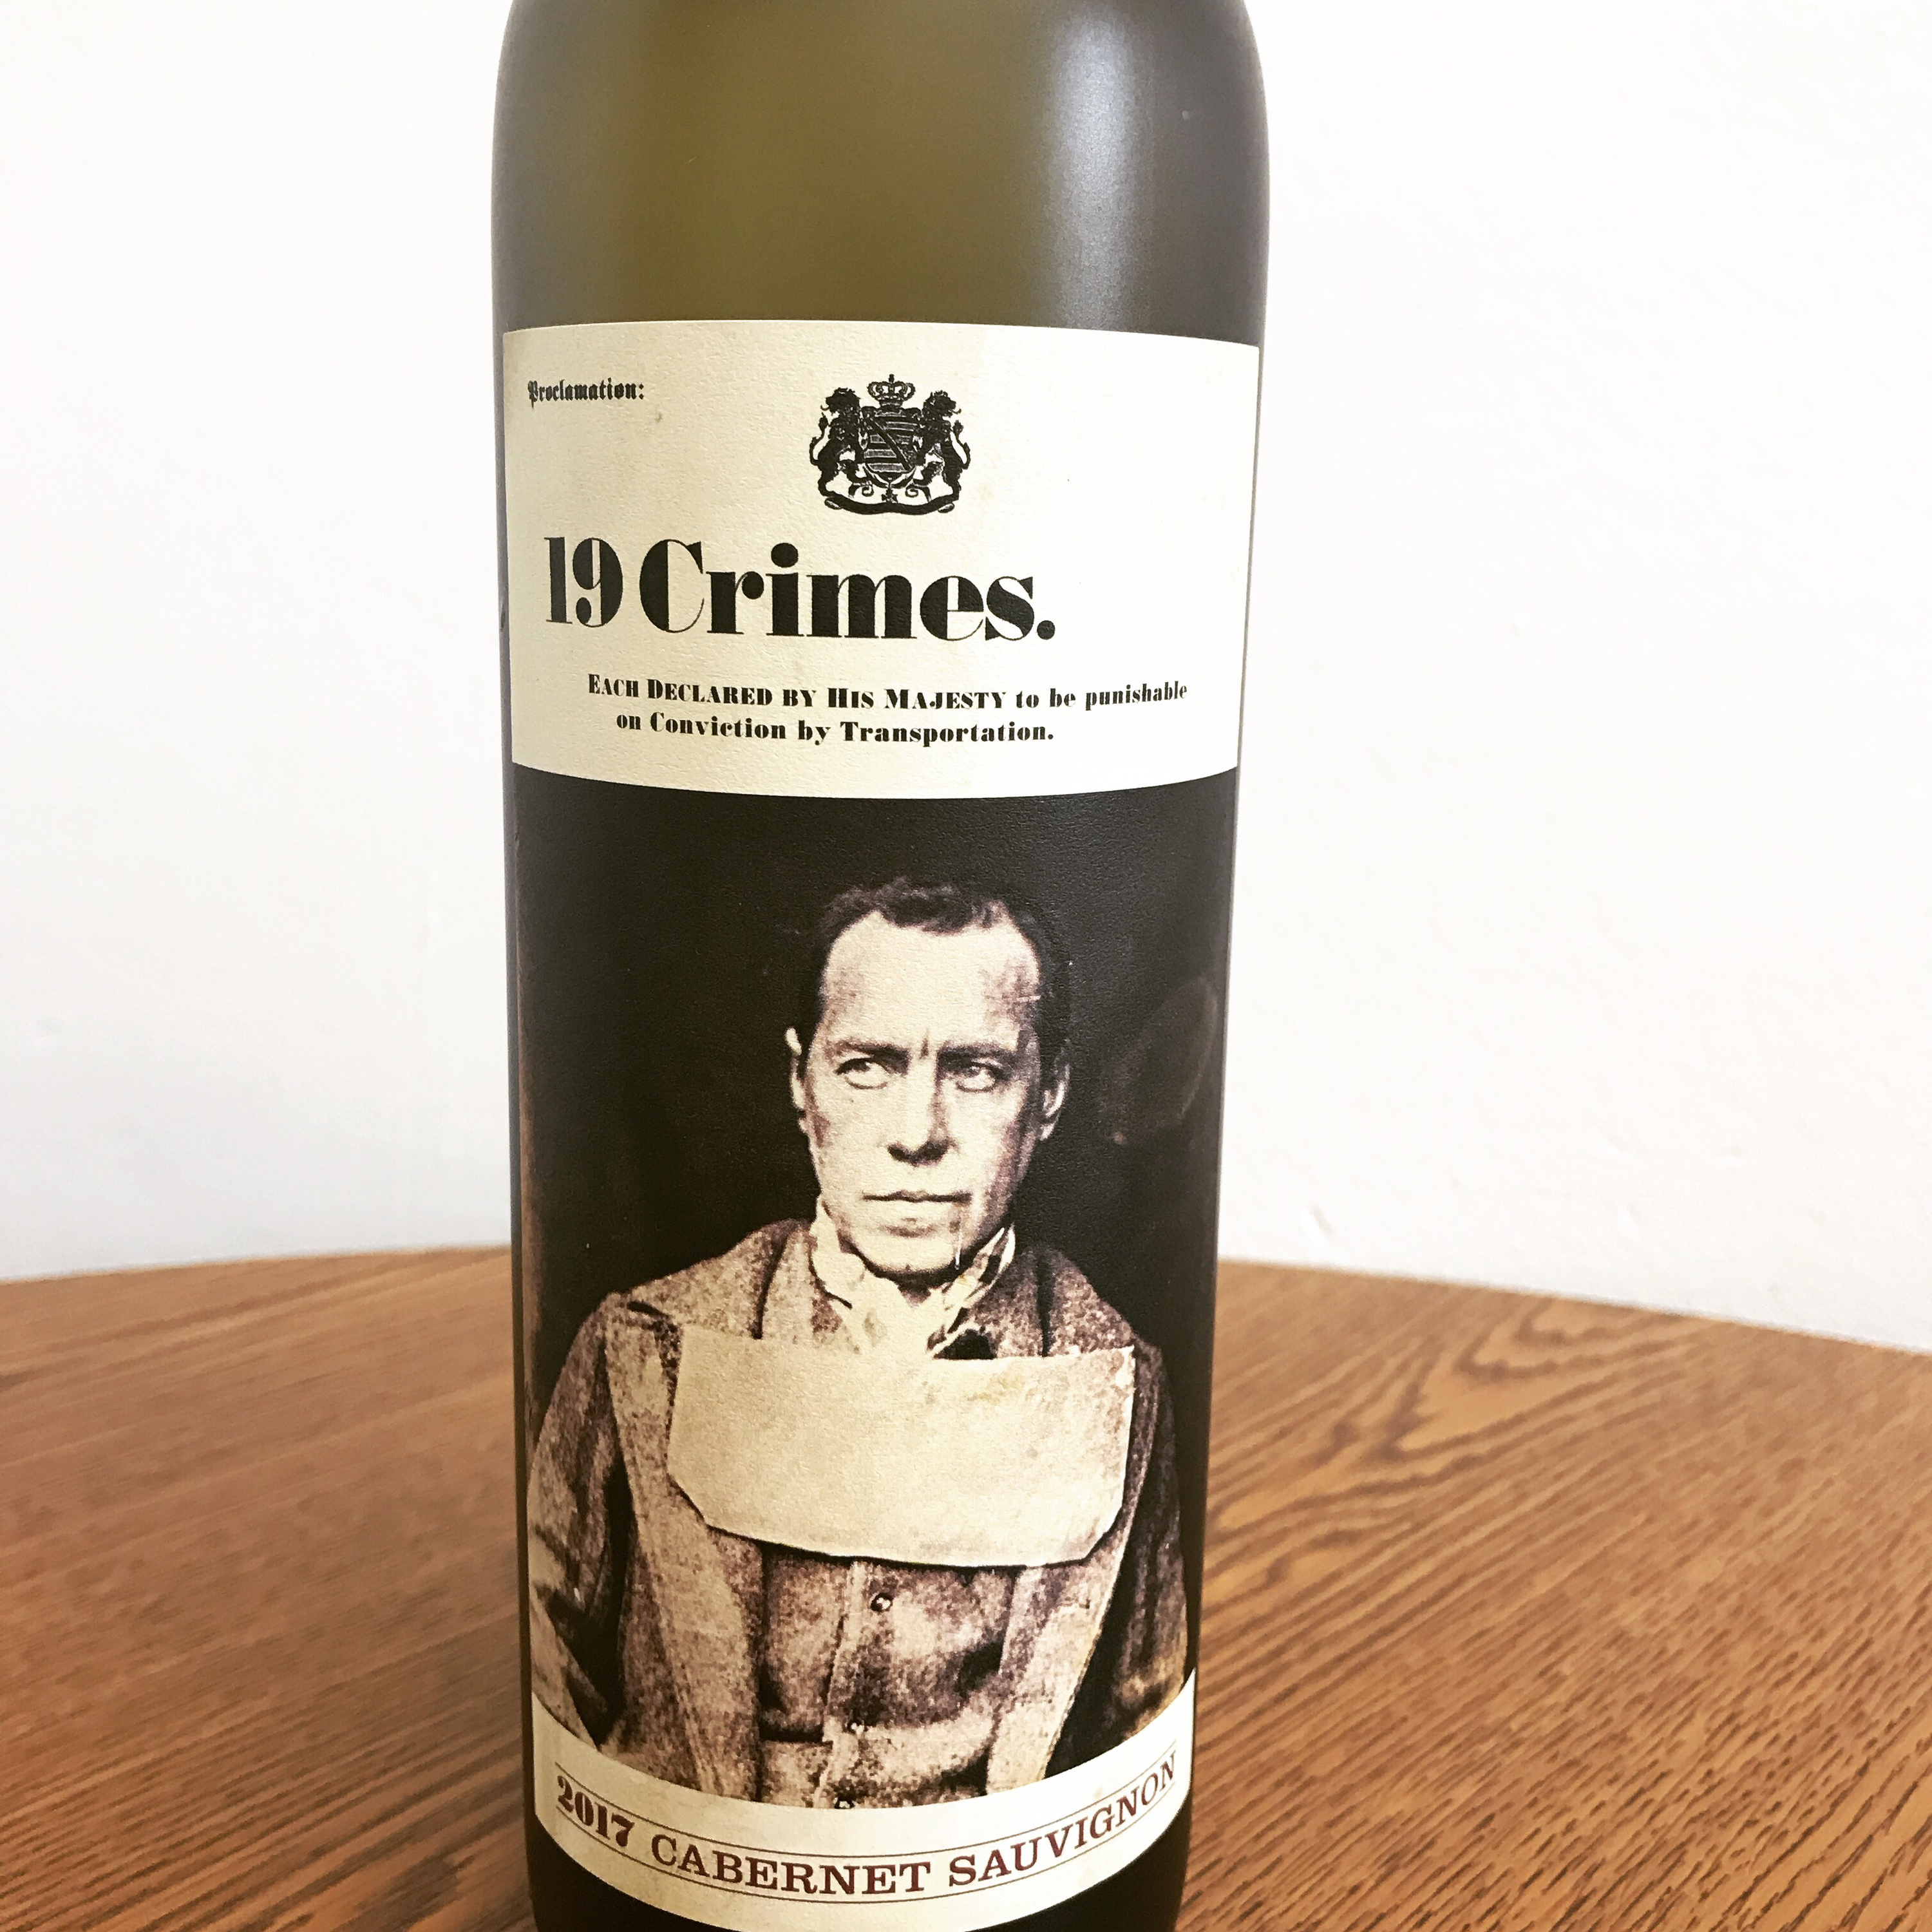 Proclamation:
19 Crimes.
EACH DECLARED BY HIS MAJESTY to be punishable
on Conviction by Transportation.
2017 CABERNET SAUVIGNON